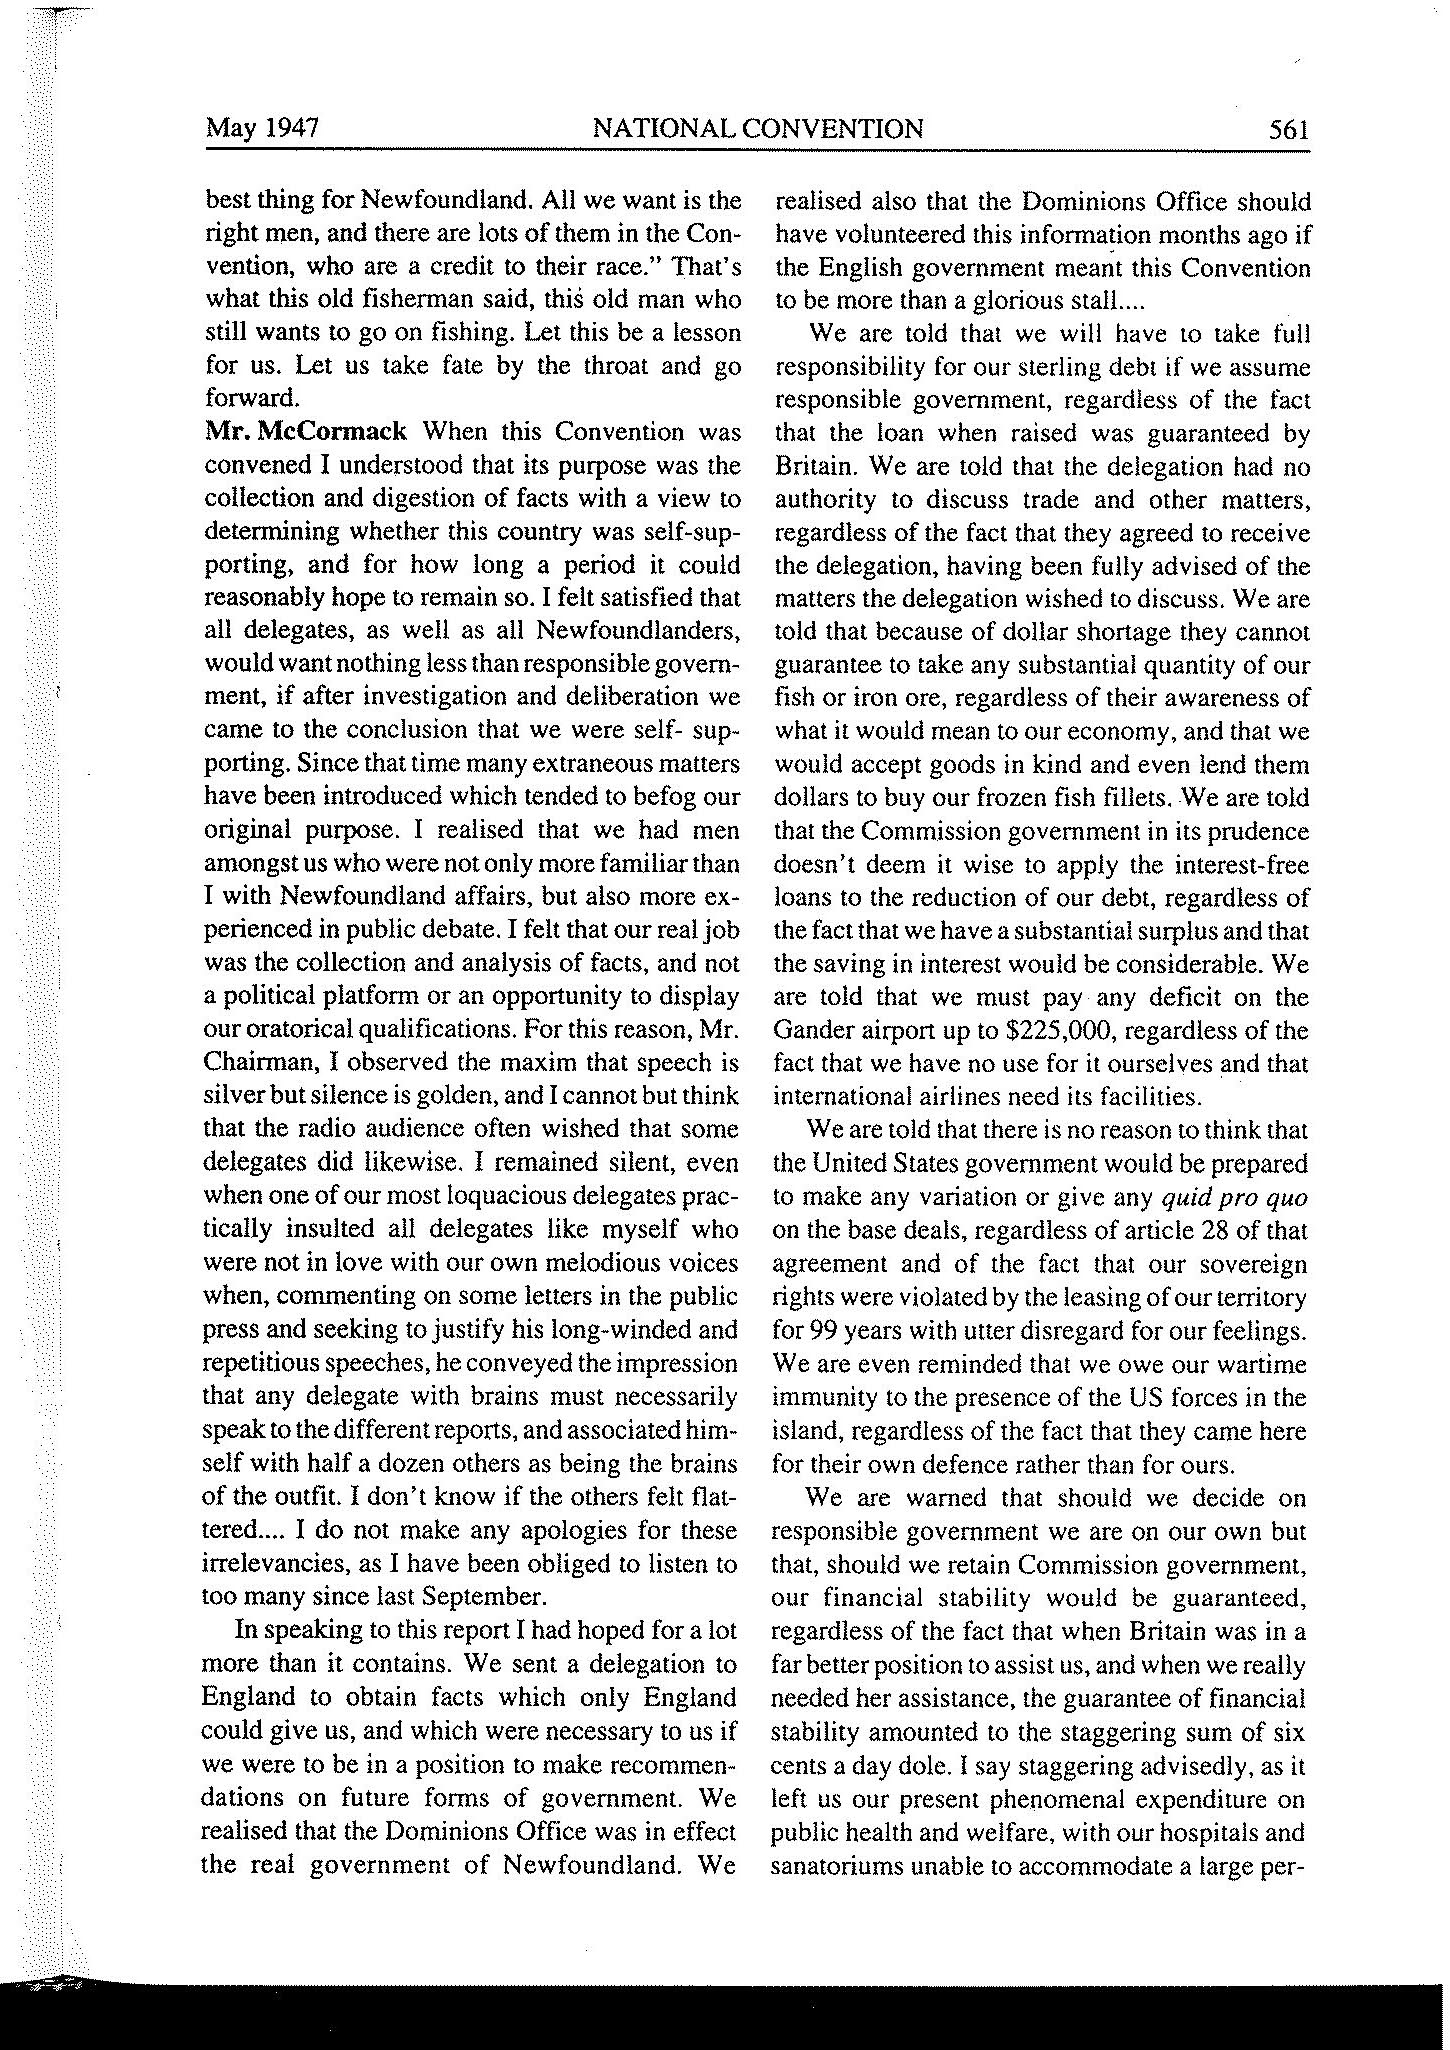 May 1947
NATIONAL CONVENTION
561
best thing for Newfoundland. All we want is the
right men, and there are lots of them in the Con-
vention, who are a credit to their race." That's
what this old fisherman said, this old man who
still wants to go on fishing. Let this be a lesson
for us. Let us take fate by the throat and go
forward.
Mr. McCormack When this Convention was
convened I understood that its purpose was the
collection and digestion of facts with a view to
determining whether this country was self-sup-
porting, and for how long a period it could
reasonably hope to remain so. I felt satisfied that
all delegates, as well as all Newfoundlanders,
would want nothing less than responsible govern-
ment, if after investigation and deliberation we
came to the conclusion that we were self- sup-
porting. Since that time many extraneous matters
have been introduced which tended to befog our
original purpose. I realised that we had men
amongst us who were not only more familiar than
I with Newfoundland affairs, but also more ex-
perienced in public debate. I felt that our real job
was the collection and analysis of facts, and not
a political platform or an opportunity to display
our oratorical qualifications. For this reason, Mr.
Chairman, I observed the maxim that speech is
silver but silence is golden, and I cannot but think
that the radio audience often wished that some
delegates did likewise. I remained silent, even
when one of our most loquacious delegates prac-
tically insulted all delegates like myself who
were not in love with our own melodious voices
when, commenting on some letters in the public
press and seeking to justify his long-winded and
repetitious speeches, he conveyed the impression
that any delegate with brains must necessarily
speak to the different reports, and associated him-
self with half a dozen others as being the brains
of the outfit. I don't know if the others felt flat-
tered.... I do not make any apologies for these
irrelevancies, as I have been obliged to listen to
too many since last September.
In speaking to this report I had hoped for a lot
more than it contains. We sent a delegation to
England to obtain facts which only England
could give us, and which were necessary to us if
we were to be in a position to make recommen-
dations on future forms of government. We
realised that the Dominions Office was in effect
the real government of Newfoundland. We
realised also that the Dominions Office should
have volunteered this information months ago if
the English government meant this Convention
to be more than a glorious stall....
We are told that we will have to take full
responsibility for our sterling debt if we assume
responsible government, regardless of the fact
that the loan when raised was guaranteed by
Britain. We are told that the delegation had no
authority to discuss trade and other matters,
regardless of the fact that they agreed to receive
the delegation, having been fully advised of the
matters the delegation wished to discuss. We are
told that because of dollar shortage they cannot
guarantee to take any substantial quantity of our
fish or iron ore, regardless of their awareness of
what it would mean to our economy, and that we
would accept goods in kind and even lend them
dollars to buy our frozen fish fillets. We are told
that the Commission government in its prudence
doesn't deem it wise to apply the interest-free
loans to the reduction of our debt, regardless of
the fact that we have a substantial surplus and that
the saving in interest would be considerable. We
are told that we must pay any deficit on the
Gander airport up to $225,000, regardless of the
fact that we have no use for it ourselves and that
international airlines need its facilities.
We are told that there is no reason to think that
the United States government would be prepared
to make any variation or give any quid pro quo
on the base deals, regardless of article 28 of that
agreement and of the fact that our sovereign
rights were violated by the leasing of our territory
for 99 years with utter disregard for our feelings.
We are even reminded that we owe our wartime
immunity to the presence of the US forces in the
island, regardless of the fact that they came here
for their own defence rather than for ours.
We are warned that should we decide on
responsible government we are on our own but
that, should we retain Commission government,
our financial stability would be guaranteed,
regardless of the fact that when Britain was in a
far better position to assist us, and when we really
needed her assistance, the guarantee of financial
stability amounted to the staggering sum of six
cents a day dole. I say staggering advisedly, as it
left us our present phenomenal expenditure on
public health and welfare, with our hospitals and
sanatoriums unable to accommodate a large per-